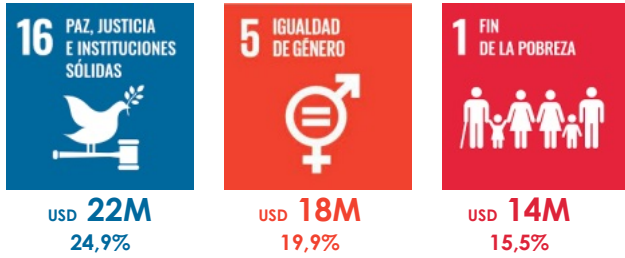 16 PAZ, JUSTICIA
E INSTITUCIONES
SÓLIDAS
USD 22M
24,9%
5 IGUALDAD
DE GÉNERO
USD 18M
19,9%
1 FIN
DE LA POBREZA
USD 14M
15,5%